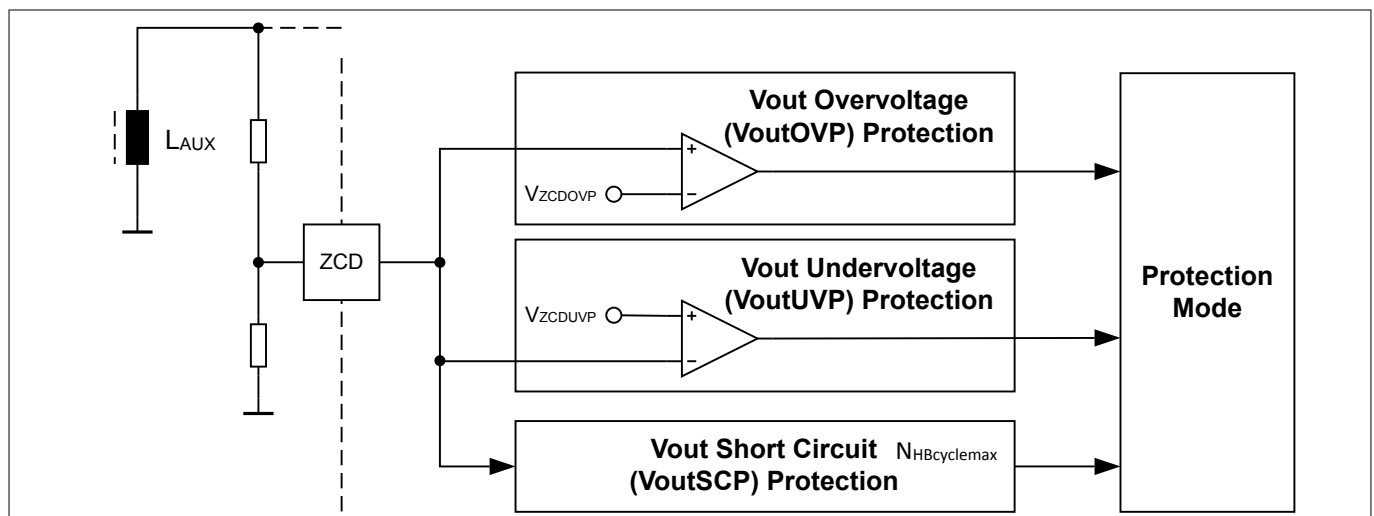 LAUX
ZCD
Vout Overvoltage
(VoutOVP) Protection
+
VZCDOVP
−
Vout Undervoltage
(VoutUVP) Protection
VZCDUVP
+
−
Vout Short Circuit NHBcyclemax
(VoutSCP) Protection
Protection
Mode